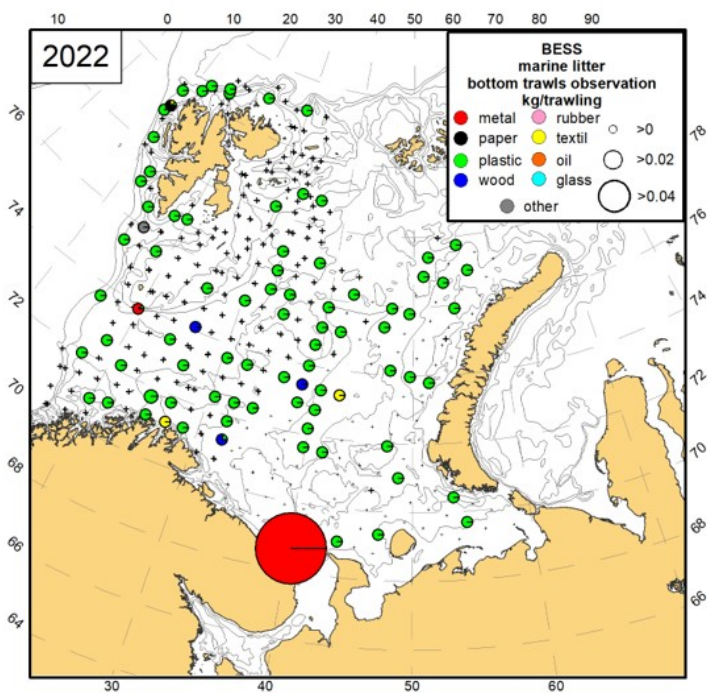 10 0 10 20 30 40 50 60 70 80 90
2022
BESS
marine litter
bottom trawls observation
kg/trawling
metal rubber
paper textil
plastic oil
wood glass
other
>0
>0.02
>0.04
76
74
72
70
68
66
64
78
76
74
72
70
68
66
30 40 50 60